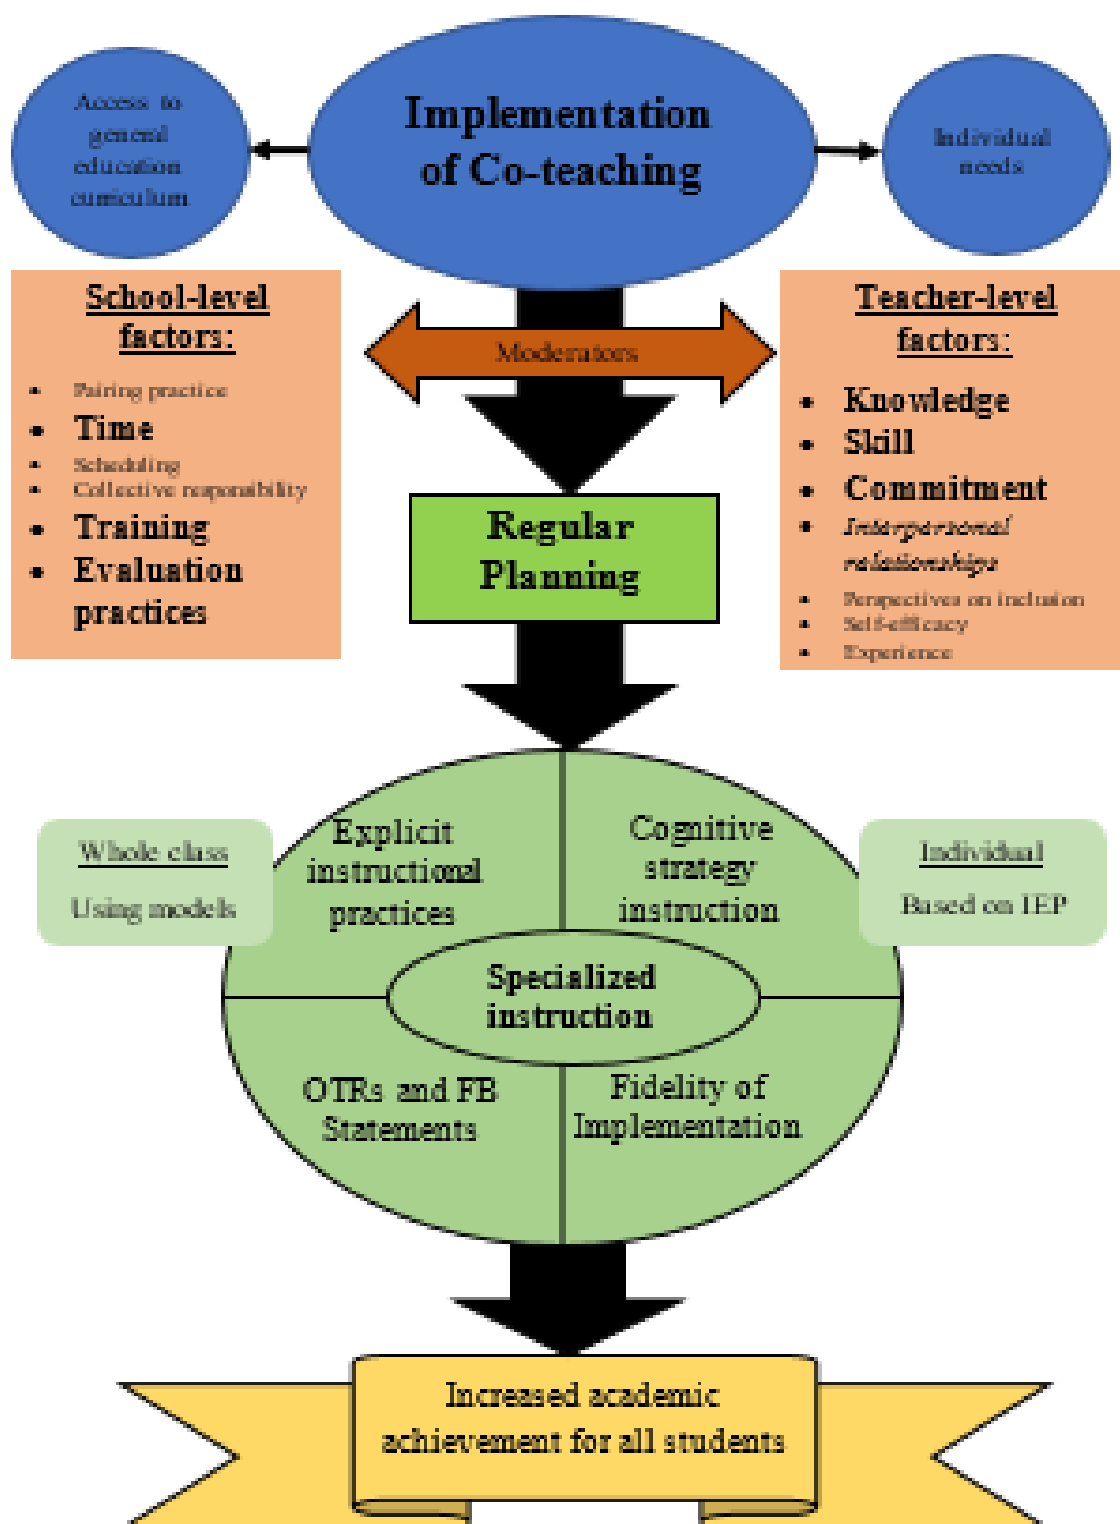 Access to
general
education
curriculum
Implementation
of Co-teaching
Individual
needs
School-level
factors:
• Pairing practice
• Time
• Scheduling
• Collective responsibility
• Training
• Evaluation
practices
Moderators
Teacher-level
factors:
• Knowledge
• Skill
• Commitment
• Interpersonal
relationships
• Perspectives on inclusion
• Self-efficacy
• Experience
Regular
Planning
Whole class
Using models
Explicit
instructional
practices
Cognitive
strategy
instruction
Individual
Based on IEP
Specialized
instruction
OTRs and FB
Statements
Fidelity of
Implementation
Increased academic
achievement for all students